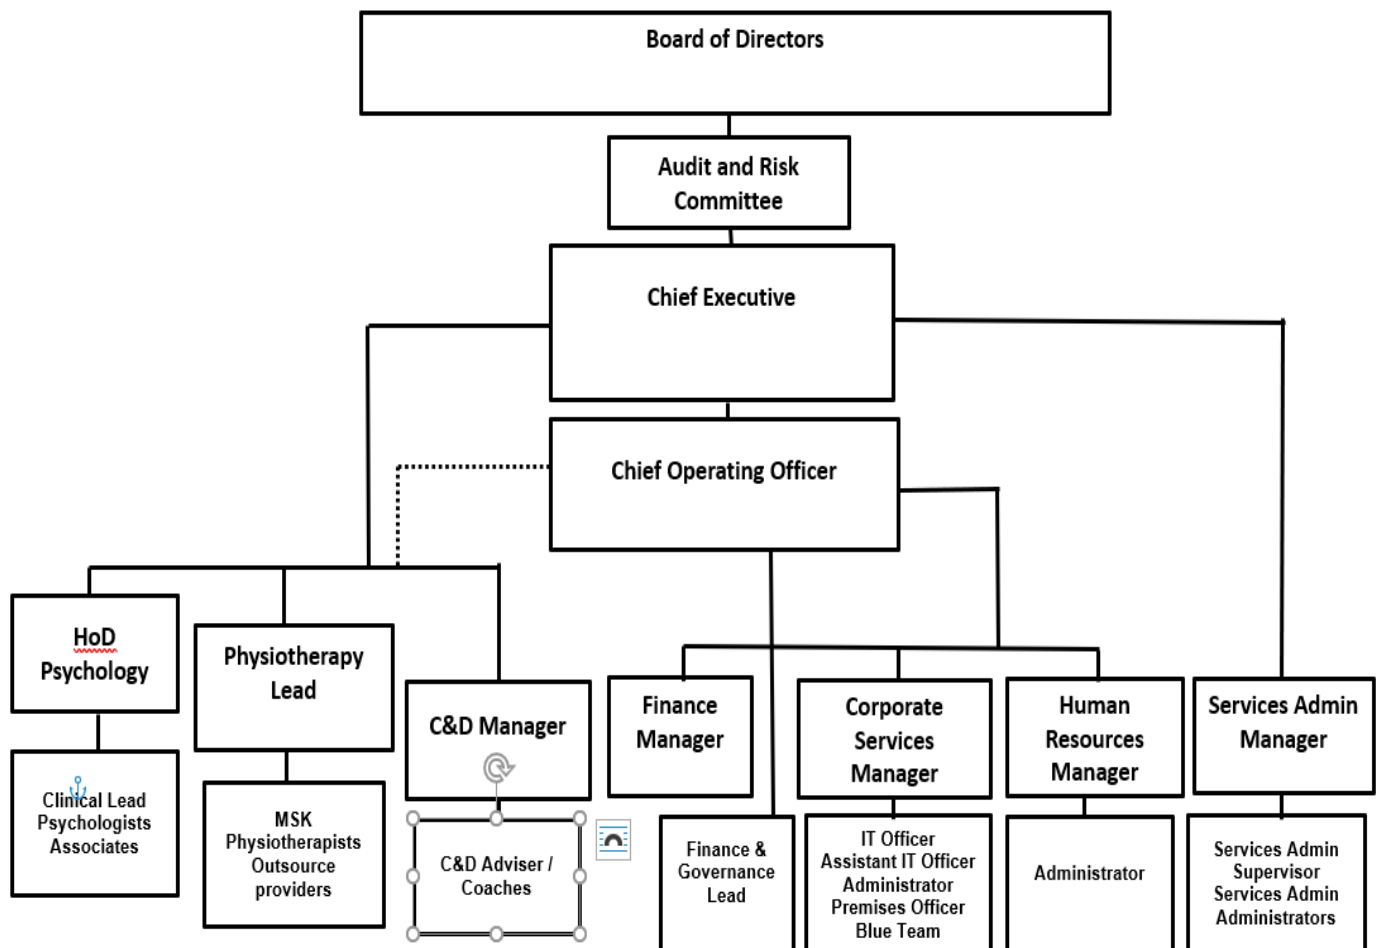 Board of Directors
Audit and Risk
Committee
Chief Executive
Chief Operating Officer
HoD
Psychology
Physiotherapy
Lead
C&D Manager
Finance
Manager
Corporate
Services
Manager
Human
Resources
Manager
Services Admin
Manager
Clinical Lead
Psychologists
Associates
MSK
Physiotherapists
Outsource
providers
C&D Adviser /
Coaches
Finance &
Governance
Lead
IT Officer
Assistant IT Officer
Administrator
Premises Officer
Blue Team
Administrator
Services Admin
Supervisor
Services Admin
Administrators